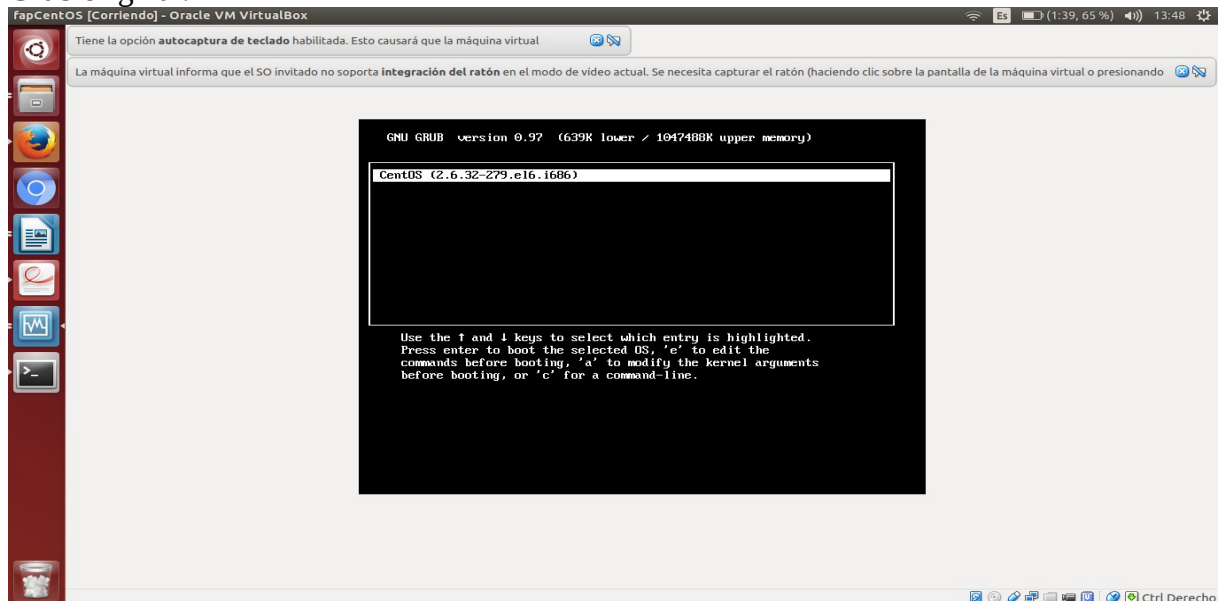 fapCentOS [Corriendo] - Oracle VM VirtualBox
Es
(1:39, 65 %)
13:48
Tiene la opción autocaptura de teclado habilitada. Esto causará que la máquina virtual
La máquina virtual informa que el SO invitado no soporta integración del ratón en el modo de vídeo actual. Se necesita capturar el ratón (haciendo clic sobre la pantalla de la máquina virtual o presionando
GNU GRUB version 0.97 (639K lower / 1047488K upper memory)
CentOS (2.6.32-279.el6.i686)
Use the ↑ and ↓ keys to select which entry is highlighted.
Press enter to boot the selected OS, 'e' to edit the
commands before booting, 'a' to modify the kernel arguments
before booting, or 'c' for a command-line.
Ctrl Derecho